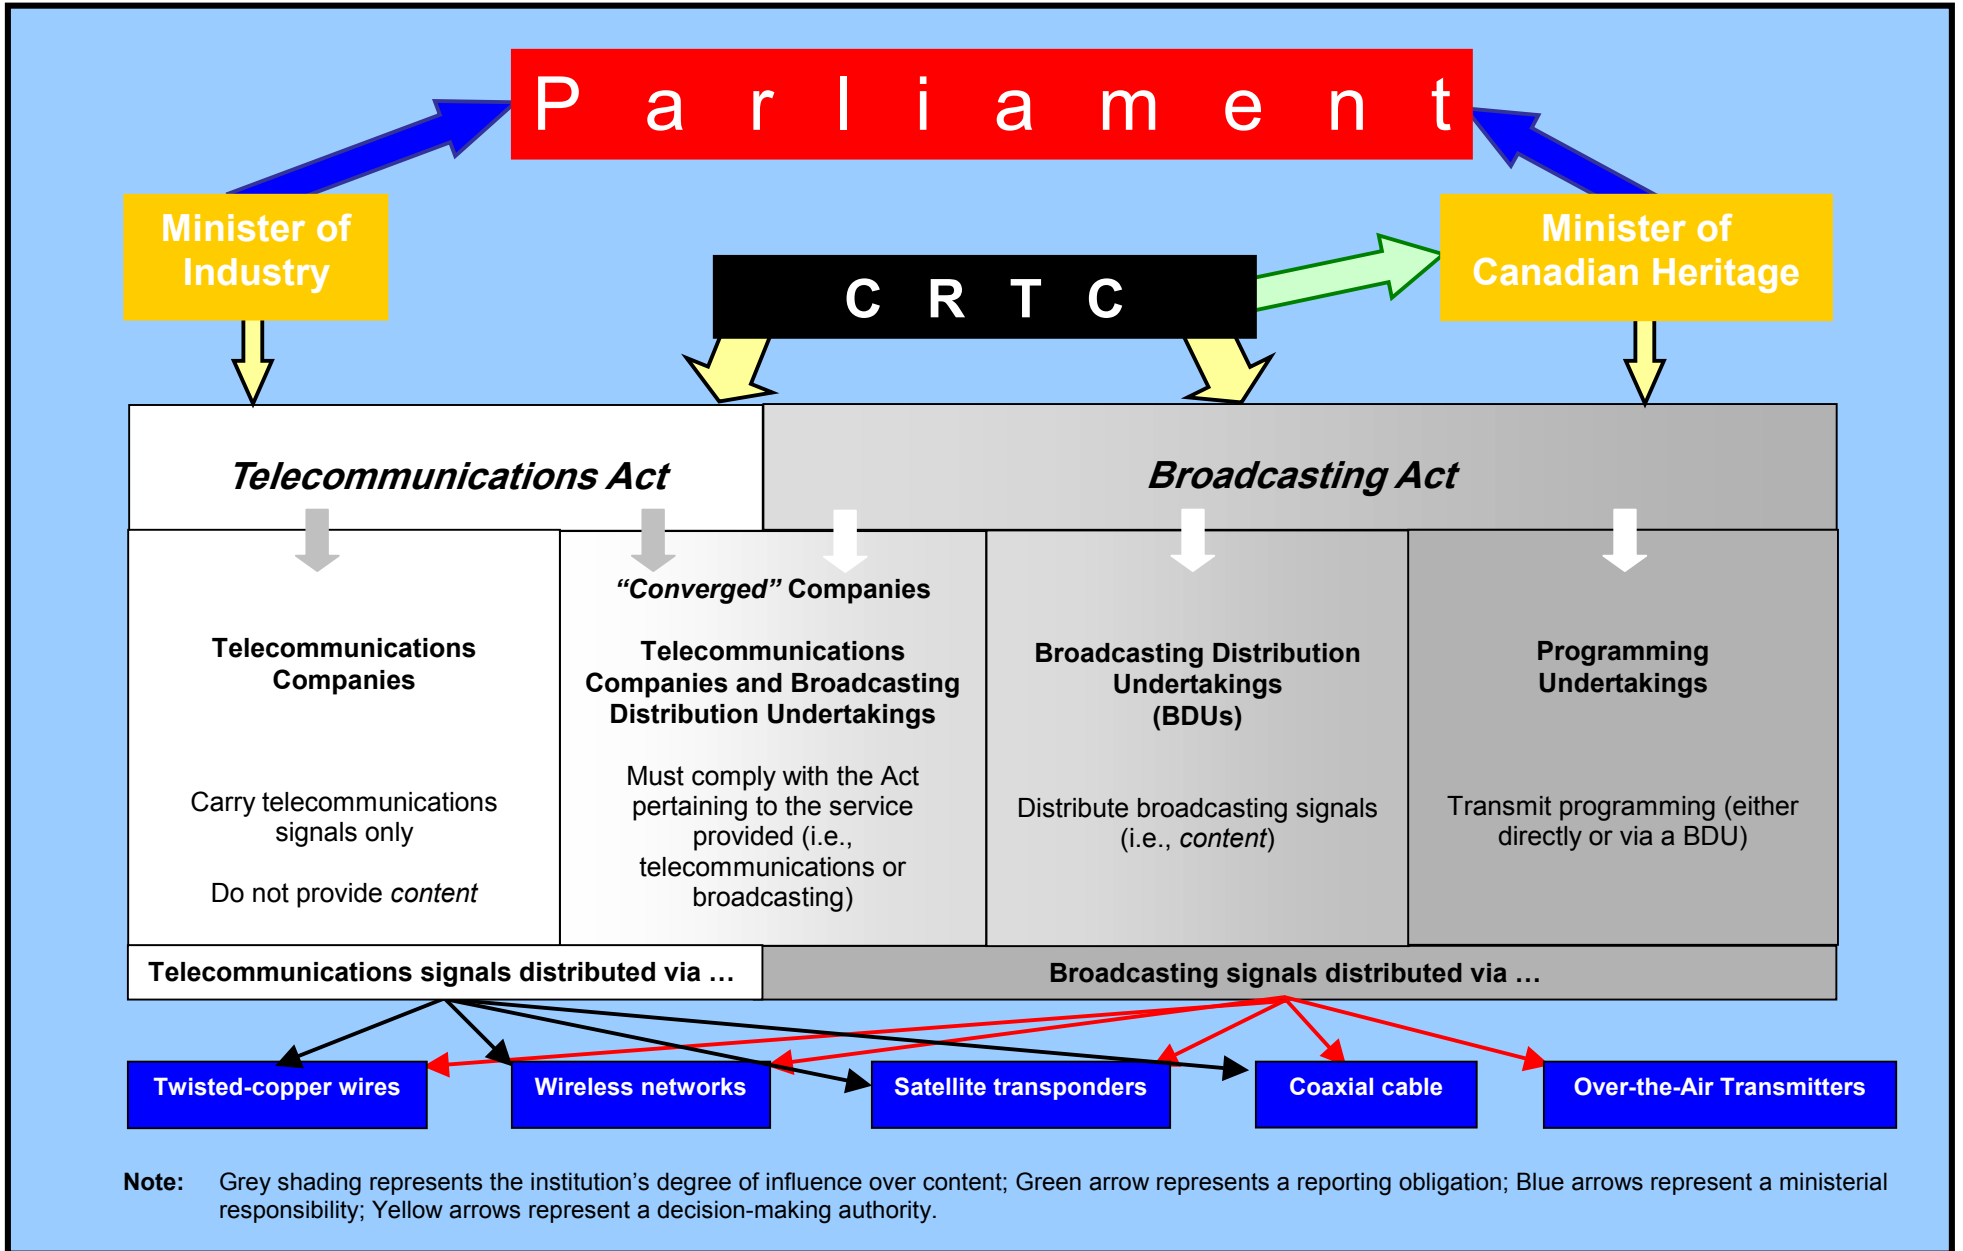 Parliament
Minister of
Industry
Minister of
Canadian Heritage
CRTC
Telecommunications Act
Broadcasting Act
Telecommunications
Companies
Carry telecommunications
signals only
Do not provide content
“Converged” Companies
Telecommunications
Companies and Broadcasting
Distribution Undertakings
Must comply with the Act
pertaining to the service
provided (i.e.,
telecommunications or
broadcasting)
Broadcasting Distribution
Undertakings
(BDUs)
Distribute broadcasting signals
(i.e., content)
Programming
Undertakings
Transmit programming (either
directly or via a BDU)
Telecommunications signals distributed via …
Broadcasting signals distributed via …
Twisted-copper wires
Wireless networks
Satellite transponders
Coaxial cable
Over-the-Air Transmitters
Note: Grey shading represents the institution’s degree of influence over content; Green arrow represents a reporting obligation; Blue arrows represent a ministerial
responsibility; Yellow arrows represent a decision-making authority.